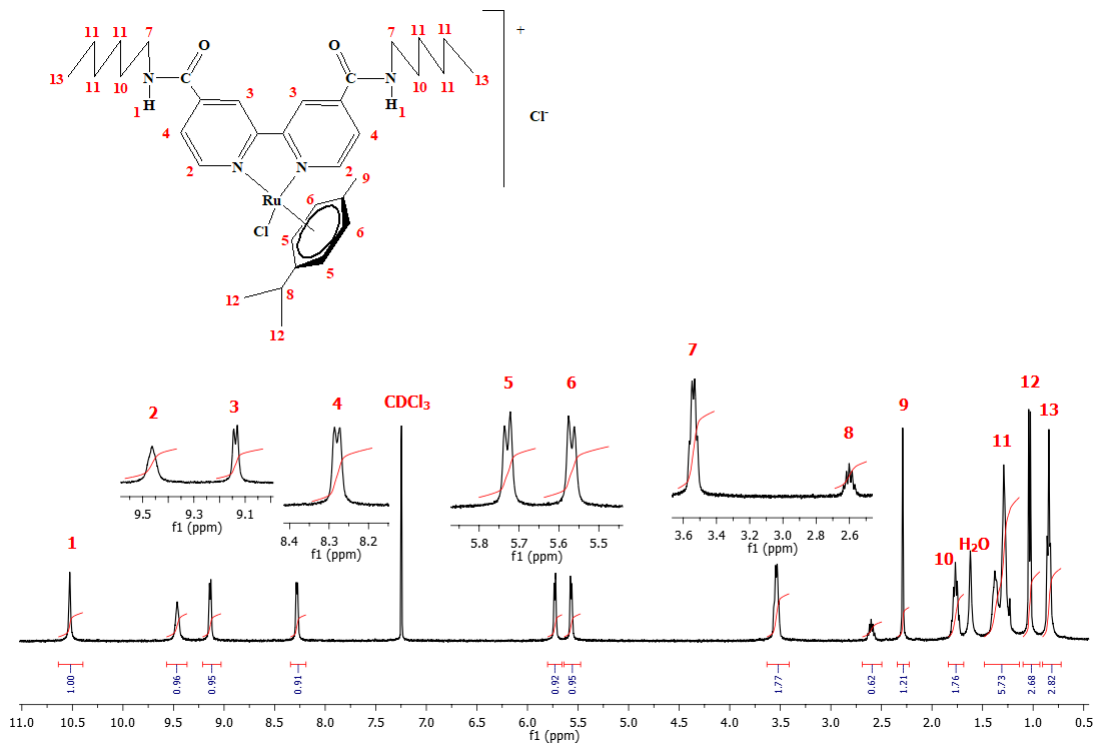 11 11 7 7 11 11
O O
+
13 N C C N 13
11 10 H 3 3 H 10 11
1 1
Cl-
4 4
2 N N 2
9
Ru 6
Cl
5 6
5
8
12
12
7
5 6 12
2 3 4 CDCl3 9 13
8 11
9.5 9.3 9.1
f1 (ppm)
8.4 8.3 8.2
f1 (ppm)
5.8 5.7 5.6 5.5
f1 (ppm)
3.6 3.4 3.2 3.0 2.8 2.6
f1 (ppm)
1 10 H2O
1.00 0.96 0.95 0.91 0.92 0.95 1.77 0.62 1.21 1.76 5.73 2.68 2.82
11.0 10.5 10.0 9.5 9.0 8.5 8.0 7.5 7.0 6.5 6.0 5.5 5.0 4.5 4.0 3.5 3.0 2.5 2.0 1.5 1.0 0.5
f1 (ppm)